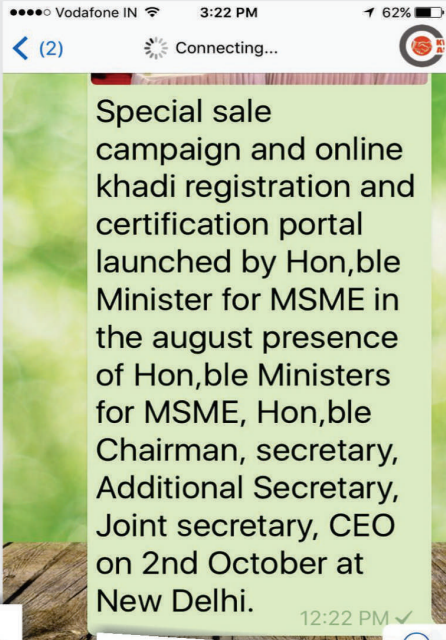 Vodafone IN 3:22 PM 62%
(2) Connecting...
Special sale
campaign and online
khadi registration and
certification portal
launched by Hon,ble
Minister for MSME in
the august presence
of Hon,ble Ministers
for MSME, Hon,ble
Chairman, secretary,
Additional Secretary,
Joint secretary, CEO
on 2nd October at
New Delhi.
12:22 PM